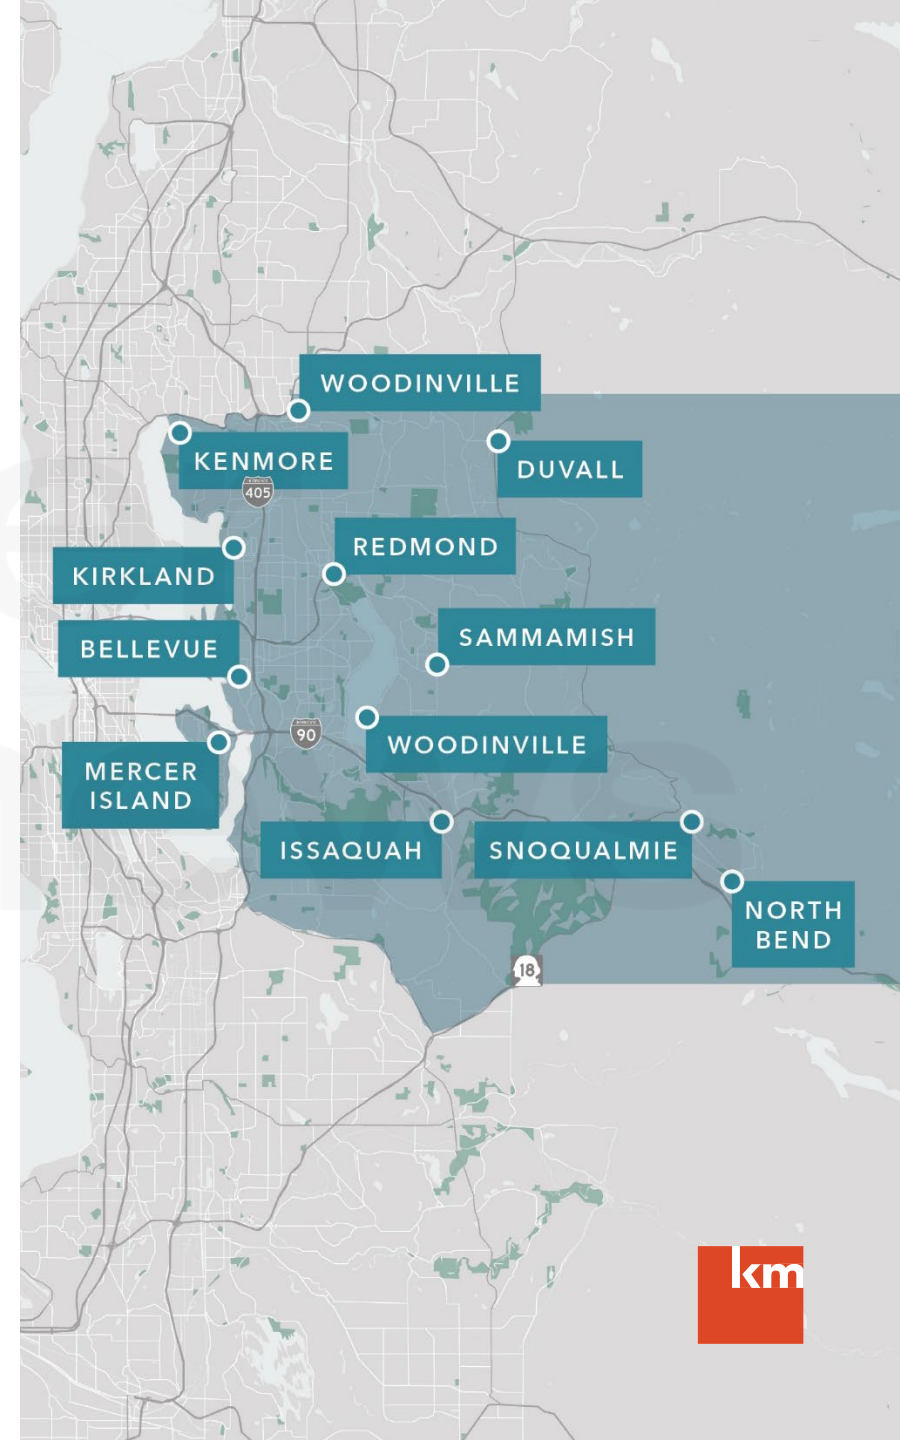 WOODINVILLE
KENMORE
DUVALL
405
REDMOND
KIRKLAND
SAMMAMISH
BELLEVUE
90
WOODINVILLE
MERCER
ISLAND
ISSAQUAH
SNOQUALMIE
NORTH
BEND
18
km